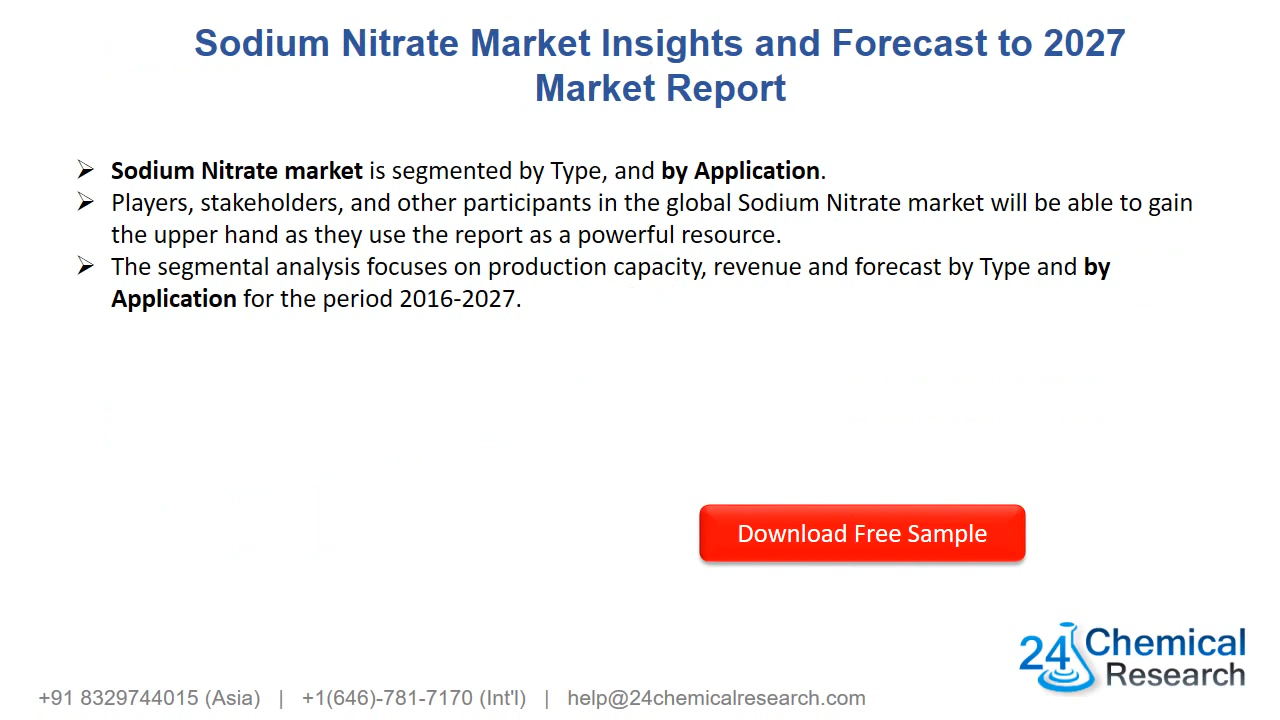 Sodium Nitrate Market Insights and Forecast to 2027
Market Report
➢ Sodium Nitrate market is segmented by Type, and by Application.
➢ Players, stakeholders, and other participants in the global Sodium Nitrate market will be able to gain
the upper hand as they use the report as a powerful resource.
➢ The segmental analysis focuses on production capacity, revenue and forecast by Type and by
Application for the period 2016-2027.
Download Free Sample
24 Chemical
Research
+91 8329744015 (Asia) | +1(646)-781-7170 (Int'l) | help@24chemicalresearch.com